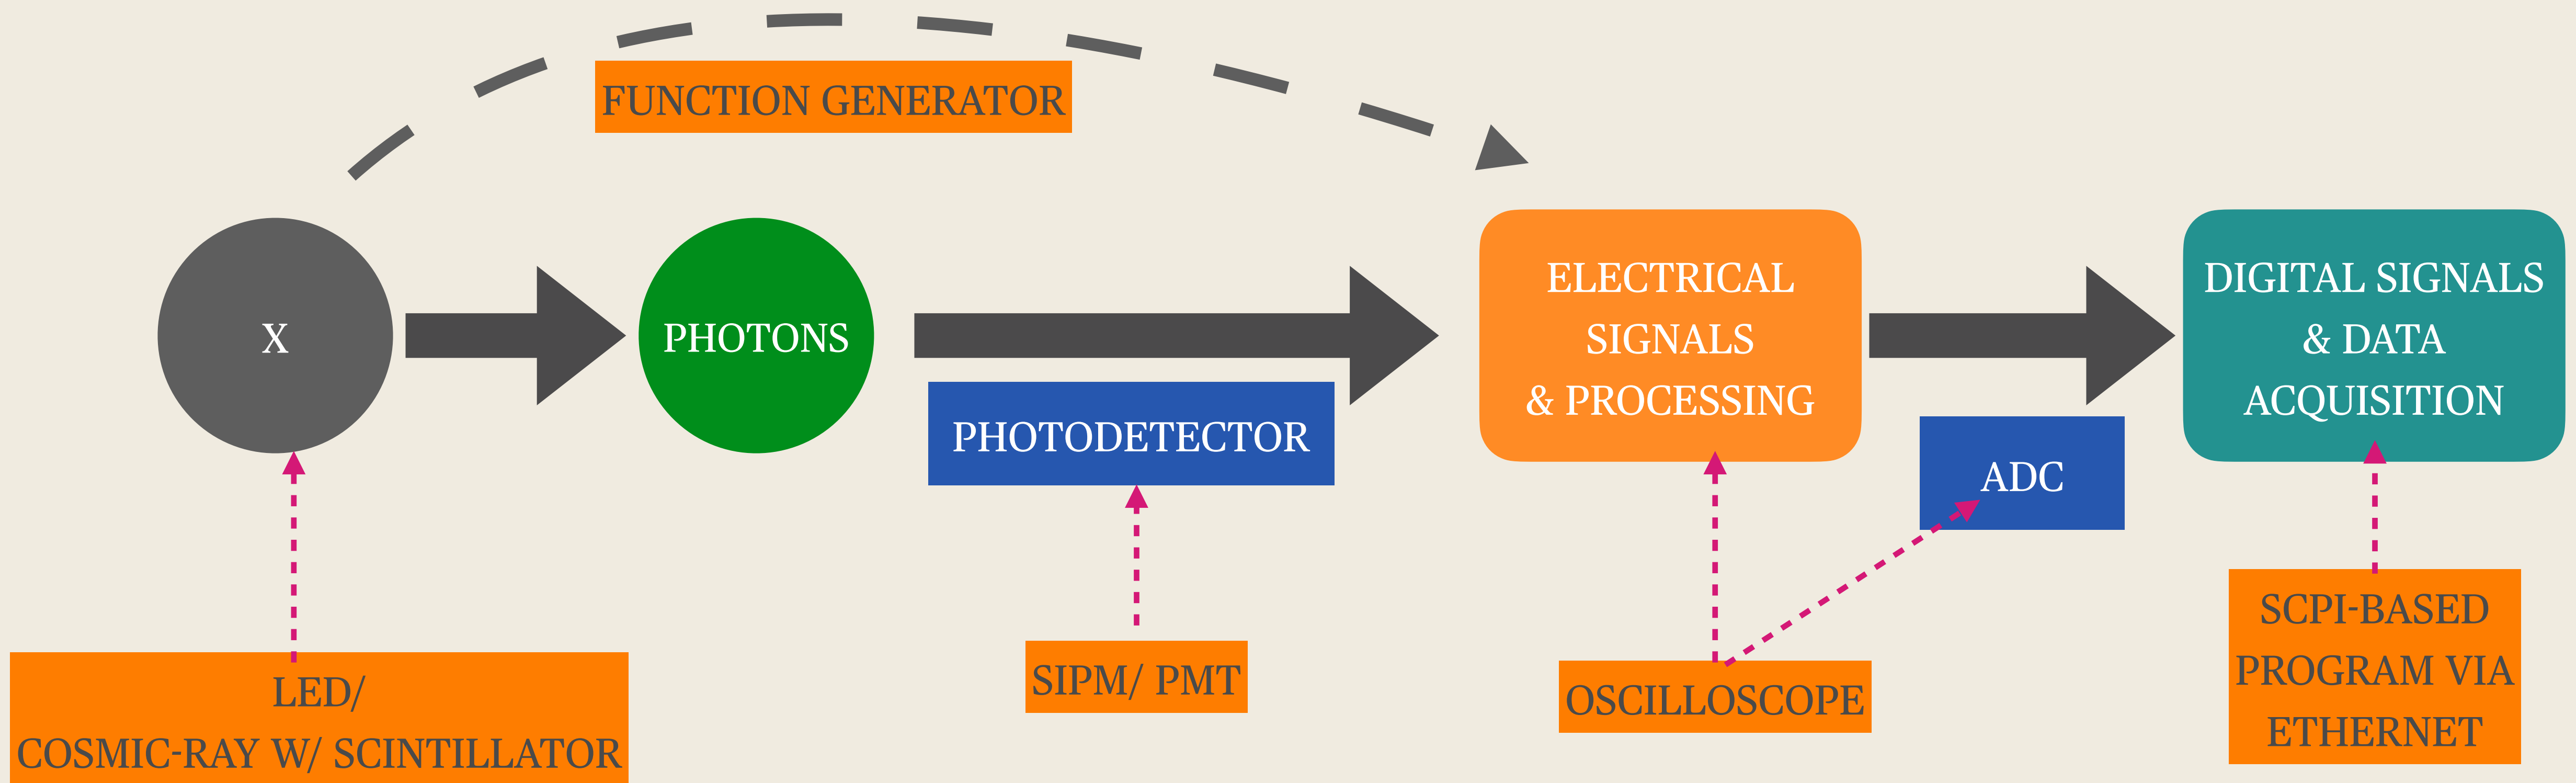 FUNCTION GENERATOR
X
PHOTONS
PHOTODETECTOR
ELECTRICAL
SIGNALS
& PROCESSING
ADC
DIGITAL SIGNALS
& DATA
ACQUISITION
LED/
COSMIC-RAY W/ SCINTILLATOR
SIPM/ PMT
OSCILLOSCOPE
SCPI-BASED
PROGRAM VIA
ETHERNET